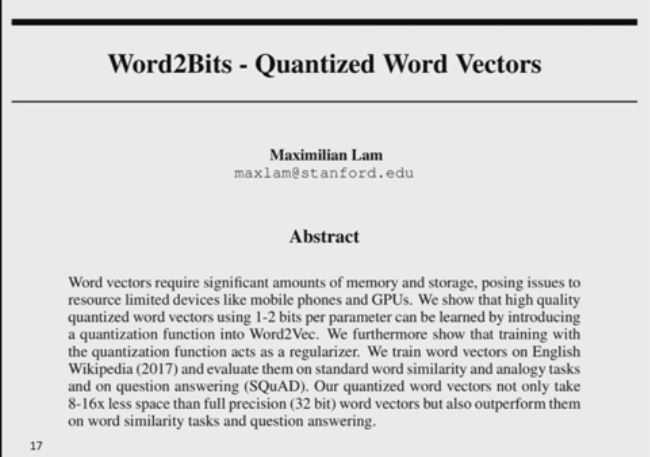 Word2Bits - Quantized Word Vectors
Maximilian Lam
maxlam@stanford.edu
Abstract
Word vectors require significant amounts of memory and storage, posing issues to
resource limited devices like mobile phones and GPUs. We show that high quality
quantized word vectors using 1-2 bits per parameter can be learned by introducing
a quantization function into Word2Vec. We furthermore show that training with
the quantization function acts as a regularizer. We train word vectors on English
Wikipedia (2017) and evaluate them on standard word similarity and analogy tasks
and on question answering (SQuAD). Our quantized word vectors not only take
8-16x less space than full precision (32 bit) word vectors but also outperform them
on word similarity tasks and question answering.
17